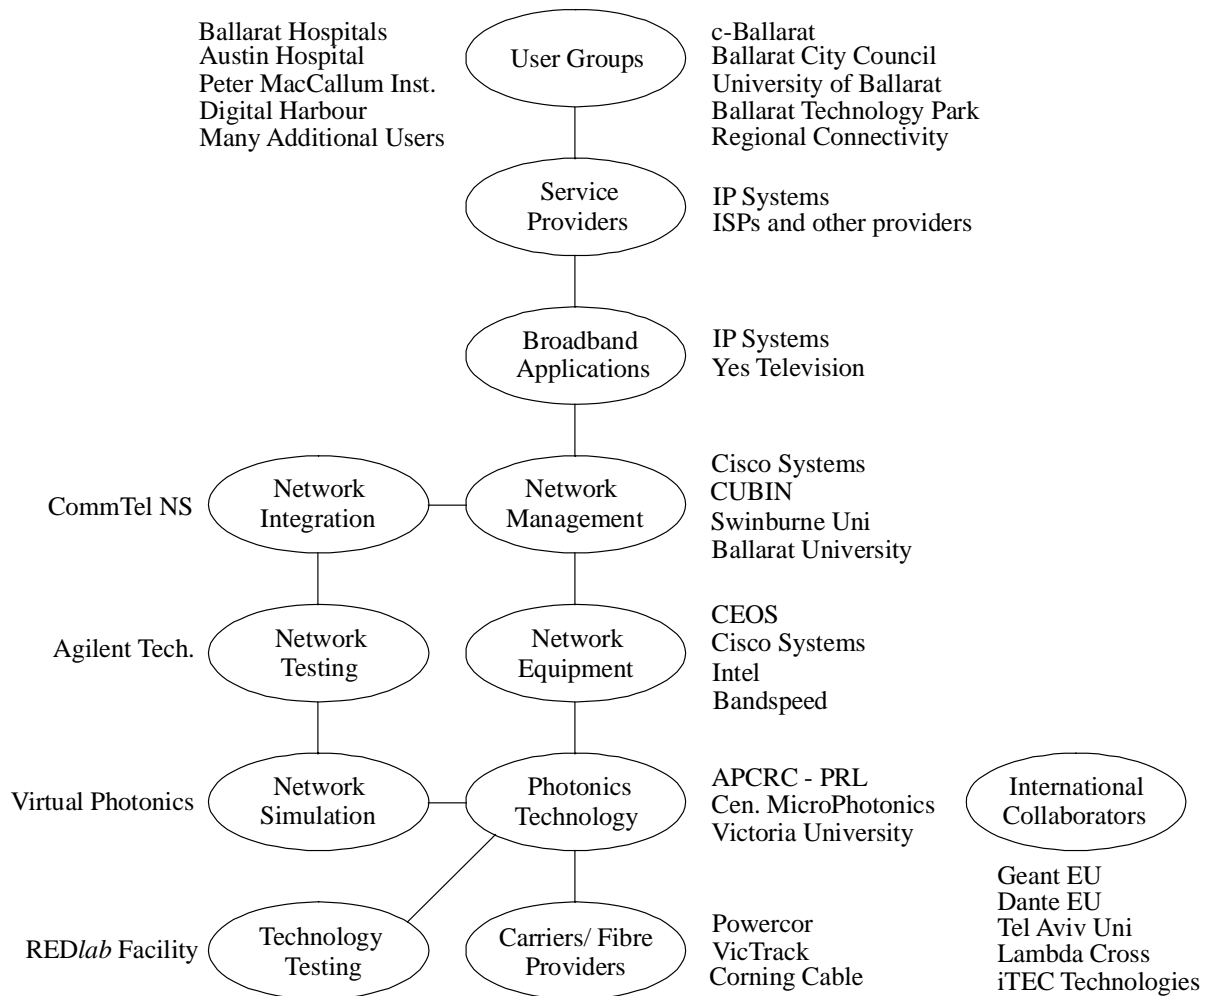 Ballarat Hospitals
Austin Hospital
Peter MacCallum Inst.
Digital Harbour
Many Additional Users
User Groups
c-Ballarat
Ballarat City Council
University of Ballarat
Ballarat Technology Park
Regional Connectivity
Service
Providers
IP Systems
ISPs and other providers
Broadband
Applications
IP Systems
Yes Television
CommTel NS
Network
Integration
Network
Management
Cisco Systems
CUBIN
Swinburne Uni
Ballarat University
Agilent Tech.
Network
Testing
Network
Equipment
CEOS
Cisco Systems
Intel
Bandspeed
Virtual Photonics
Network
Simulation
Photonics
Technology
APCRC - PRL
Cen. MicroPhotonics
Victoria University
International
Collaborators
Geant EU
Dante EU
Tel Aviv Uni
Lambda Cross
iTEC Technologies
REDlab Facility
Technology
Testing
Carriers/ Fibre
Providers
Powercor
VicTrack
Corning Cable